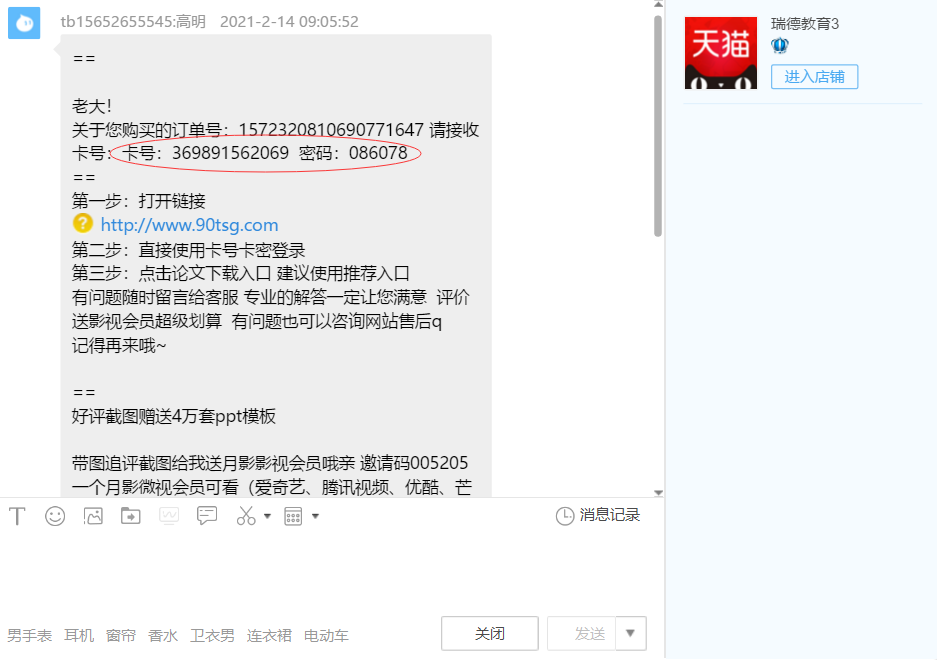 tb15652655545:高明 2021-2-14 09:05:52
==
老大！
关于您购买的订单号：1572320810690771647 请接收
卡号：卡号：369891562069 密码：086078
==
第一步：打开链接
? http://www.90tsg.com
第二步：直接使用卡号卡密登录
第三步：点击论文下载入口 建议使用推荐入口
有问题随时留言给客服 专业的解答一定让您满意 评价
送影视会员超级划算 有问题也可以咨询网站售后q
记得再来哦~
==
好评截图赠送4万套ppt模板
带图追评截图给我送月影影视会员哦亲 邀请码005205
一个月影微视会员可看（爱奇艺、腾讯视频、优酷、芒
消息记录
男手表 耳机 窗帘 香水 卫衣男 连衣裙 电动车
关闭
发送
天猫
瑞德教育3
进入店铺